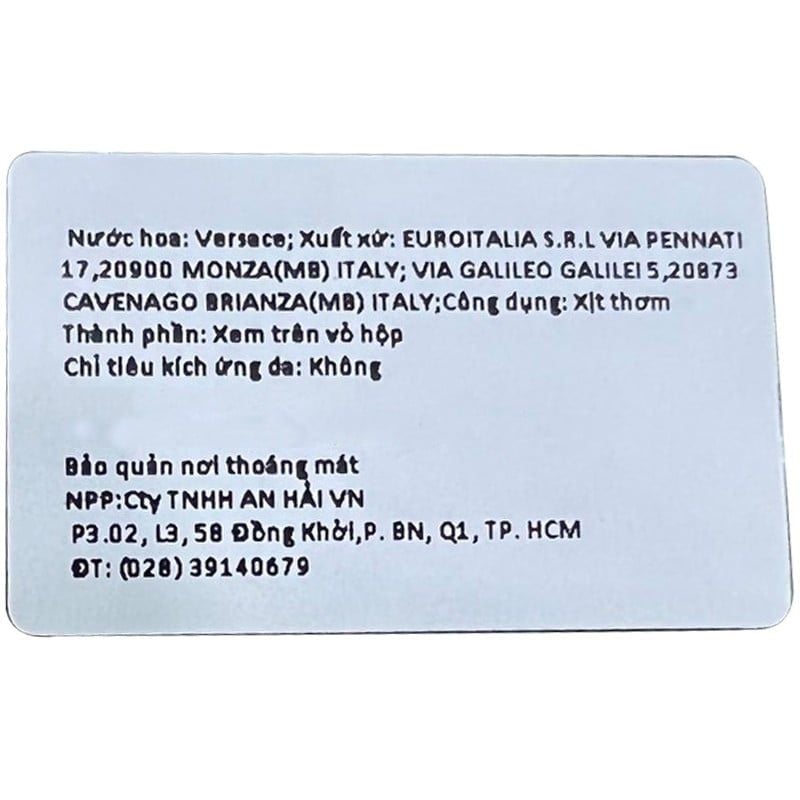 Nước hoa: Versace; Xuất xứ: EUROITALIA S.R.L VIA PENNATI
17,20900 MONZA(MB) ITALY; VIA GALILEO GALILEI 5,20873
CAVENAGO BRIANZA(MB) ITALY;Công dụng: Xịt thơm
Thành phần: Xem trên vỏ hộp
Chỉ tiêu kích ứng da: Không
Bảo quản nơi thoáng mát
NPP:Cty TNHH AN HẢI VN
P3.02, L3, 58 Đồng Khởi,P. BN, Q1, TP. HCM
ĐT: (028) 39140679